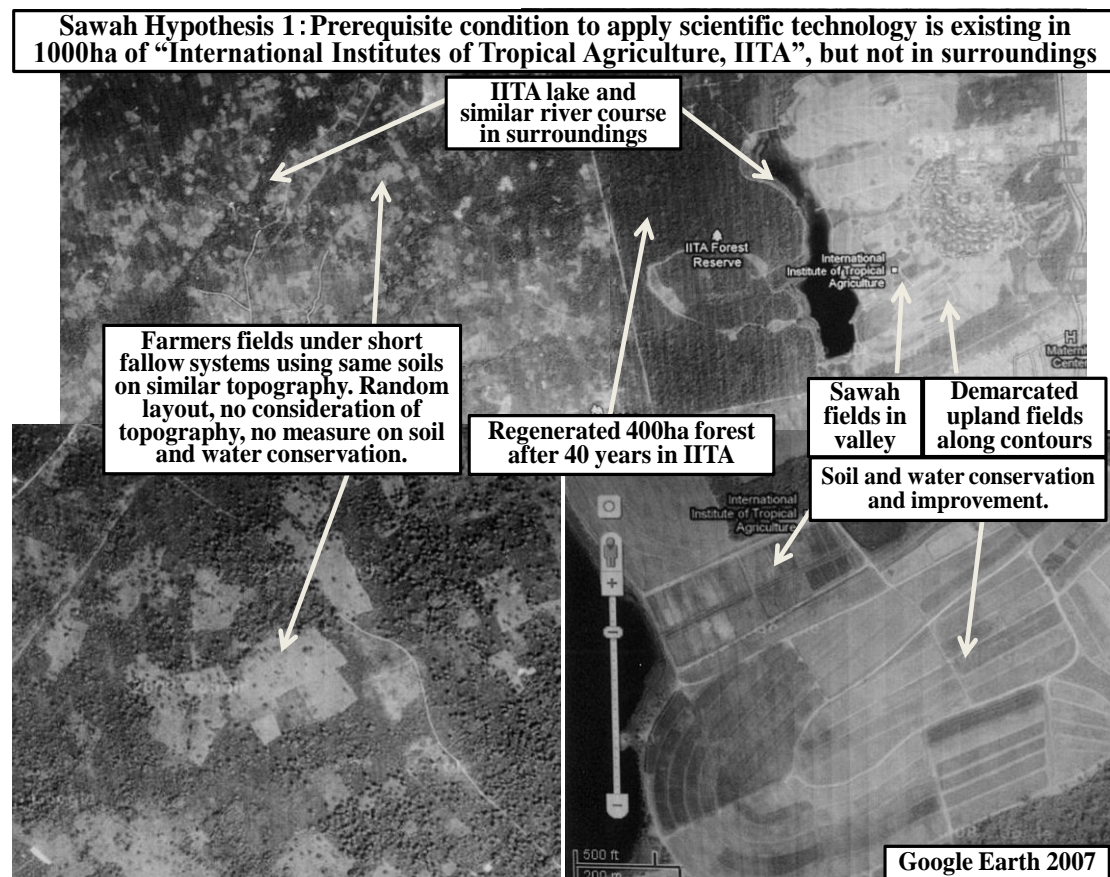 Sawah Hypothesis 1：Prerequisite condition to apply scientific technology is existing in
1000ha of “International Institutes of Tropical Agriculture, IITA”, but not in surroundings
IITA lake and
similar river course
in surroundings
IITA Forest
Reserve
International
Institute of Tropical
Agriculture
H
Center
Farmers fields under short
fallow systems using same soils
on similar topography. Random
layout, no consideration of
topography, no measure on soil
and water conservation.
Regenerated 400ha forest
after 40 years in IITA
Sawah
fields in
valley
Demarcated
upland fields
along contours
Soil and water conservation
and improvement.
International
Institute of Tropical
Agriculture
500 ft
200 m
Google Earth 2007